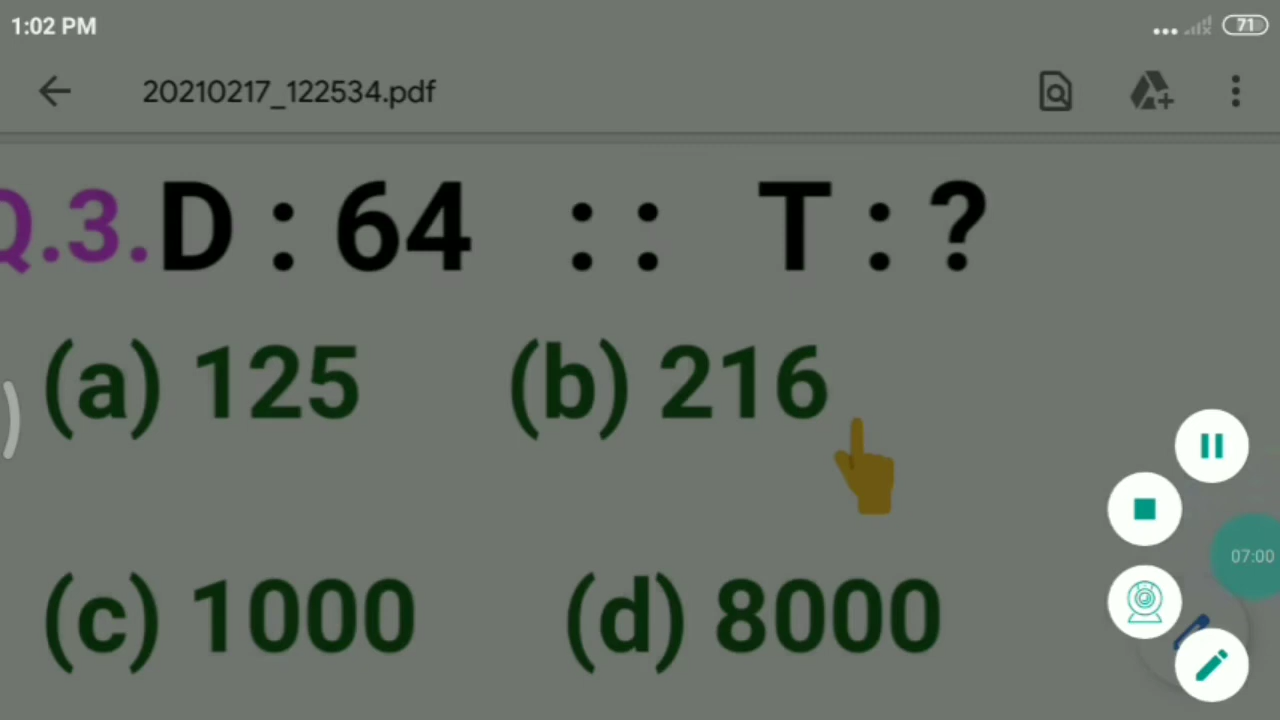 1:02 PM
71
20210217_122534.pdf
Q.3. D : 64 :: T : ?
(a) 125 (b) 216
(c) 1000 (d) 8000
07:00